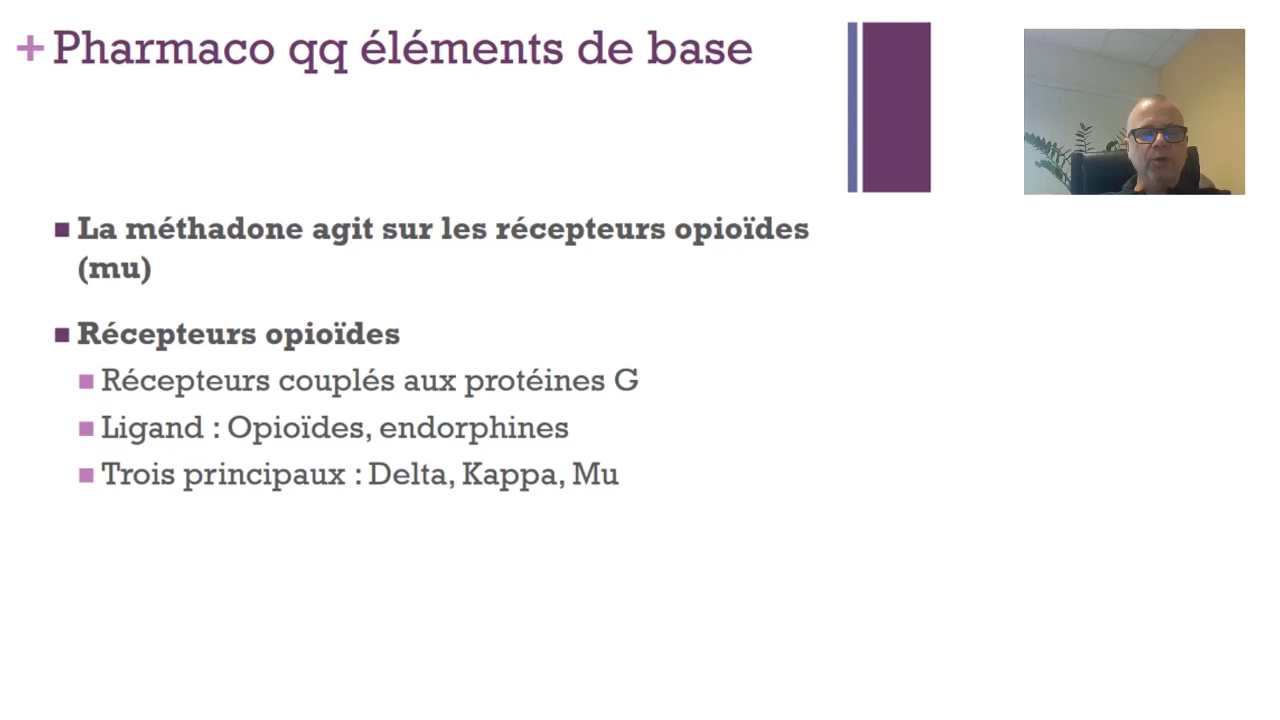 + Pharmaco qq éléments de base
La méthadone agit sur les récepteurs opioïdes
(mu)
Récepteurs opioïdes
Récepteurs couplés aux protéines G
Ligand : Opioïdes, endorphines
Trois principaux : Delta, Kappa, Mu